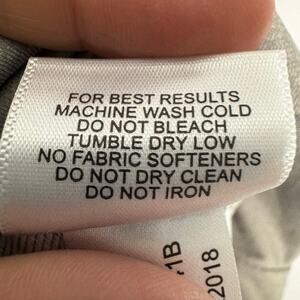 FOR BEST RESULTS
MACHINE WASH COLD
DO NOT BLEACH
TUMBLE DRY LOW
NO FABRIC SOFTENERS
DO NOT DRY CLEAN
DO NOT IRON
1B
2018